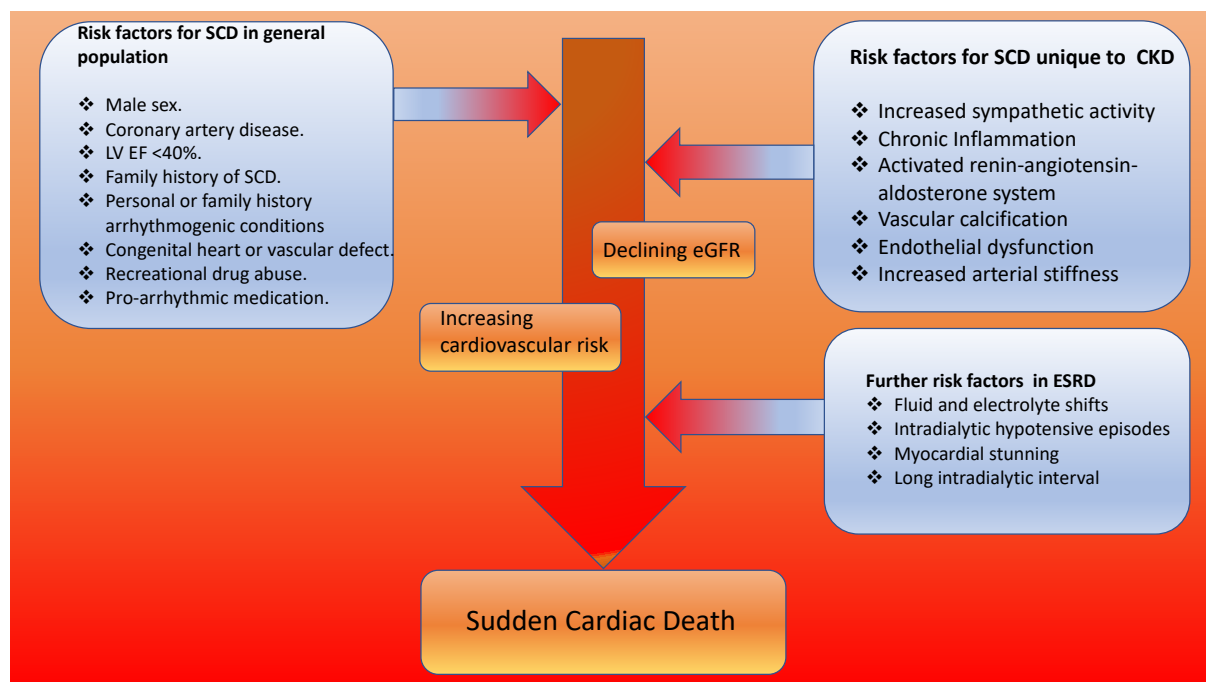 Risk factors for SCD in general
population
❖ Male sex.
❖ Coronary artery disease.
❖ LV EF <40%.
❖ Family history of SCD.
❖ Personal or family history
arrhythmogenic conditions
❖ Congenital heart or vascular defect.
❖ Recreational drug abuse.
❖ Pro-arrhythmic medication.
Risk factors for SCD unique to CKD
❖ Increased sympathetic activity
❖ Chronic Inflammation
❖ Activated renin-angiotensin-
aldosterone system
❖ Vascular calcification
❖ Endothelial dysfunction
❖ Increased arterial stiffness
Declining eGFR
Increasing
cardiovascular risk
Further risk factors in ESRD
❖ Fluid and electrolyte shifts
❖ Intradialytic hypotensive episodes
❖ Myocardial stunning
❖ Long intradialytic interval
Sudden Cardiac Death